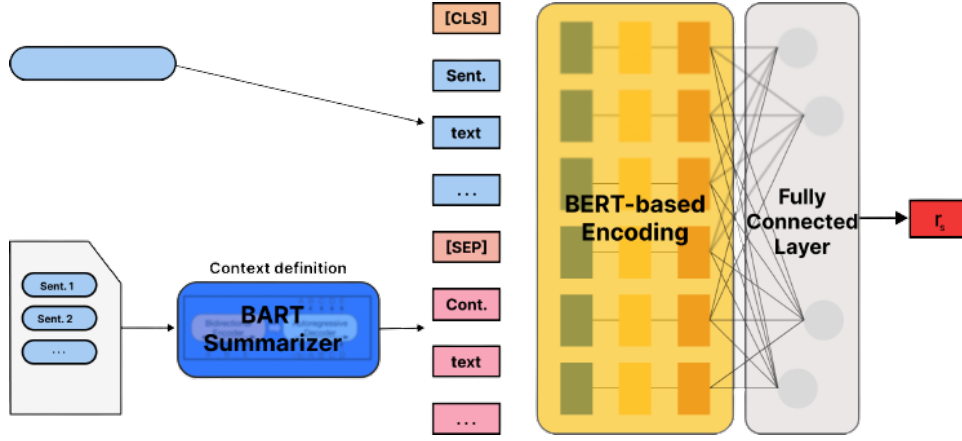 [CLS]
Sent.
text
...
[SEP]
Cont.
text
...
Sent. 1
Sent. 2
...
Context definition
BART
Summarizer
BERT-based
Encoding
Fully
Connected
Layer
rs